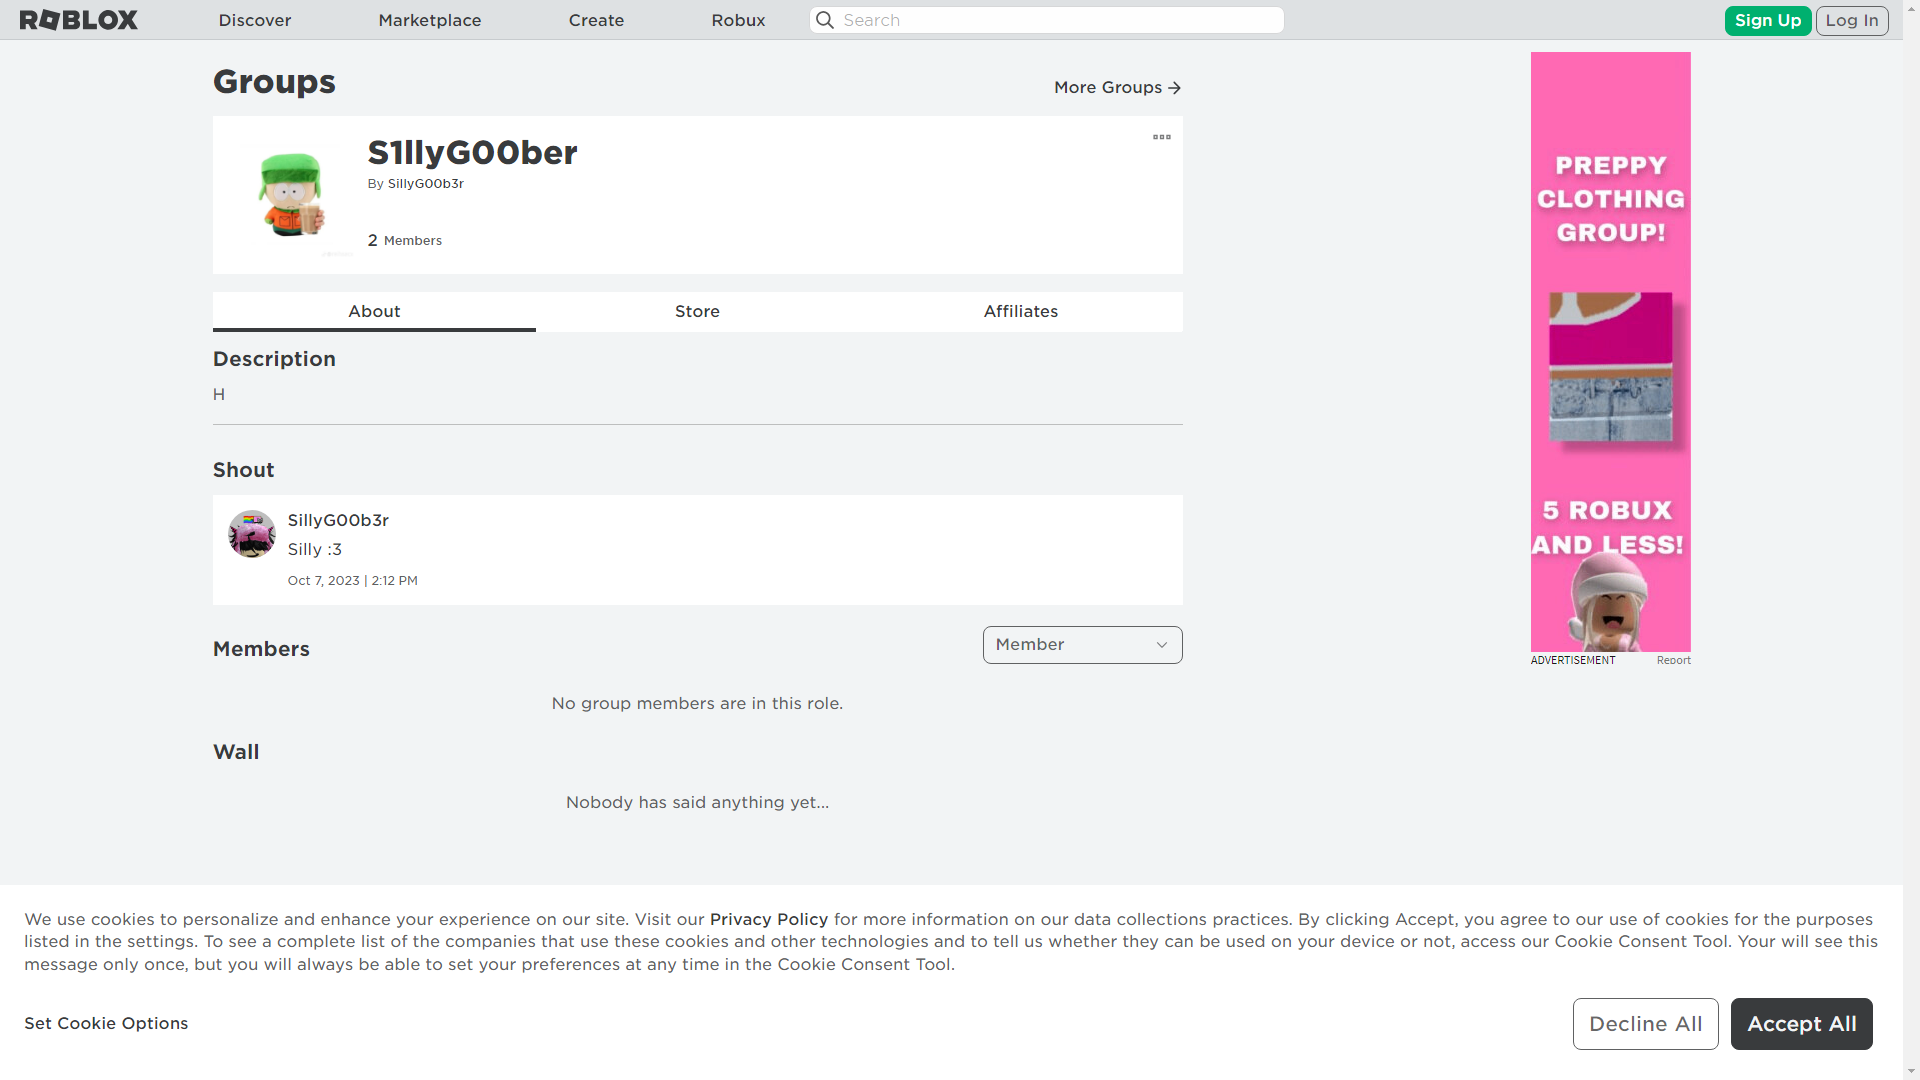 ROBLOX Discover Marketplace Create Robux Search Sign Up Log In
Groups
More Groups
S1llyG00ber
By SillyG00b3r
2 Members
About Store Affiliates
Description
H
Shout
SillyG00b3r
Silly :3
Oct 7, 2023 | 2:12 PM
Members
Member
No group members are in this role.
Wall
Nobody has said anything yet...
PREPPY
CLOTHING
GROUP!
5 ROBUX
AND LESS!
ADVERTISEMENT Report
We use cookies to personalize and enhance your experience on our site. Visit our Privacy Policy for more information on our data collections practices. By clicking Accept, you agree to our use of cookies for the purposes
listed in the settings. To see a complete list of the companies that use these cookies and other technologies and to tell us whether they can be used on your device or not, access our Cookie Consent Tool. Your will see this
message only once, but you will always be able to set your preferences at any time in the Cookie Consent Tool.
Set Cookie Options
Decline All
Accept All